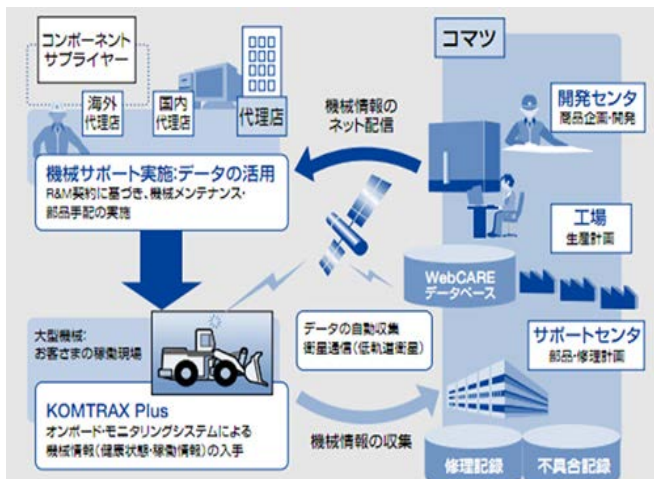 コンポーネント
サプライヤー
海外
代理店
国内
代理店
代理店
機械サポート実施:データの活用
R&M契約に基づき、機械メンテナンス・
部品手配の実施
機械情報の
ネット配信
コマツ
開発センタ
商品企画・開発
工場
生産計画
WebCARE
データベース
サポートセンタ
部品・修理計画
データの自動収集
衛星通信(低軌道衛星)
大型機械:
お客さまの稼働現場
KOMTRAX Plus
オンボード・モニタリングシステムによる
機械情報(健康状態・稼働情報)の入手
機械情報の収集
修理記録
不具合記録